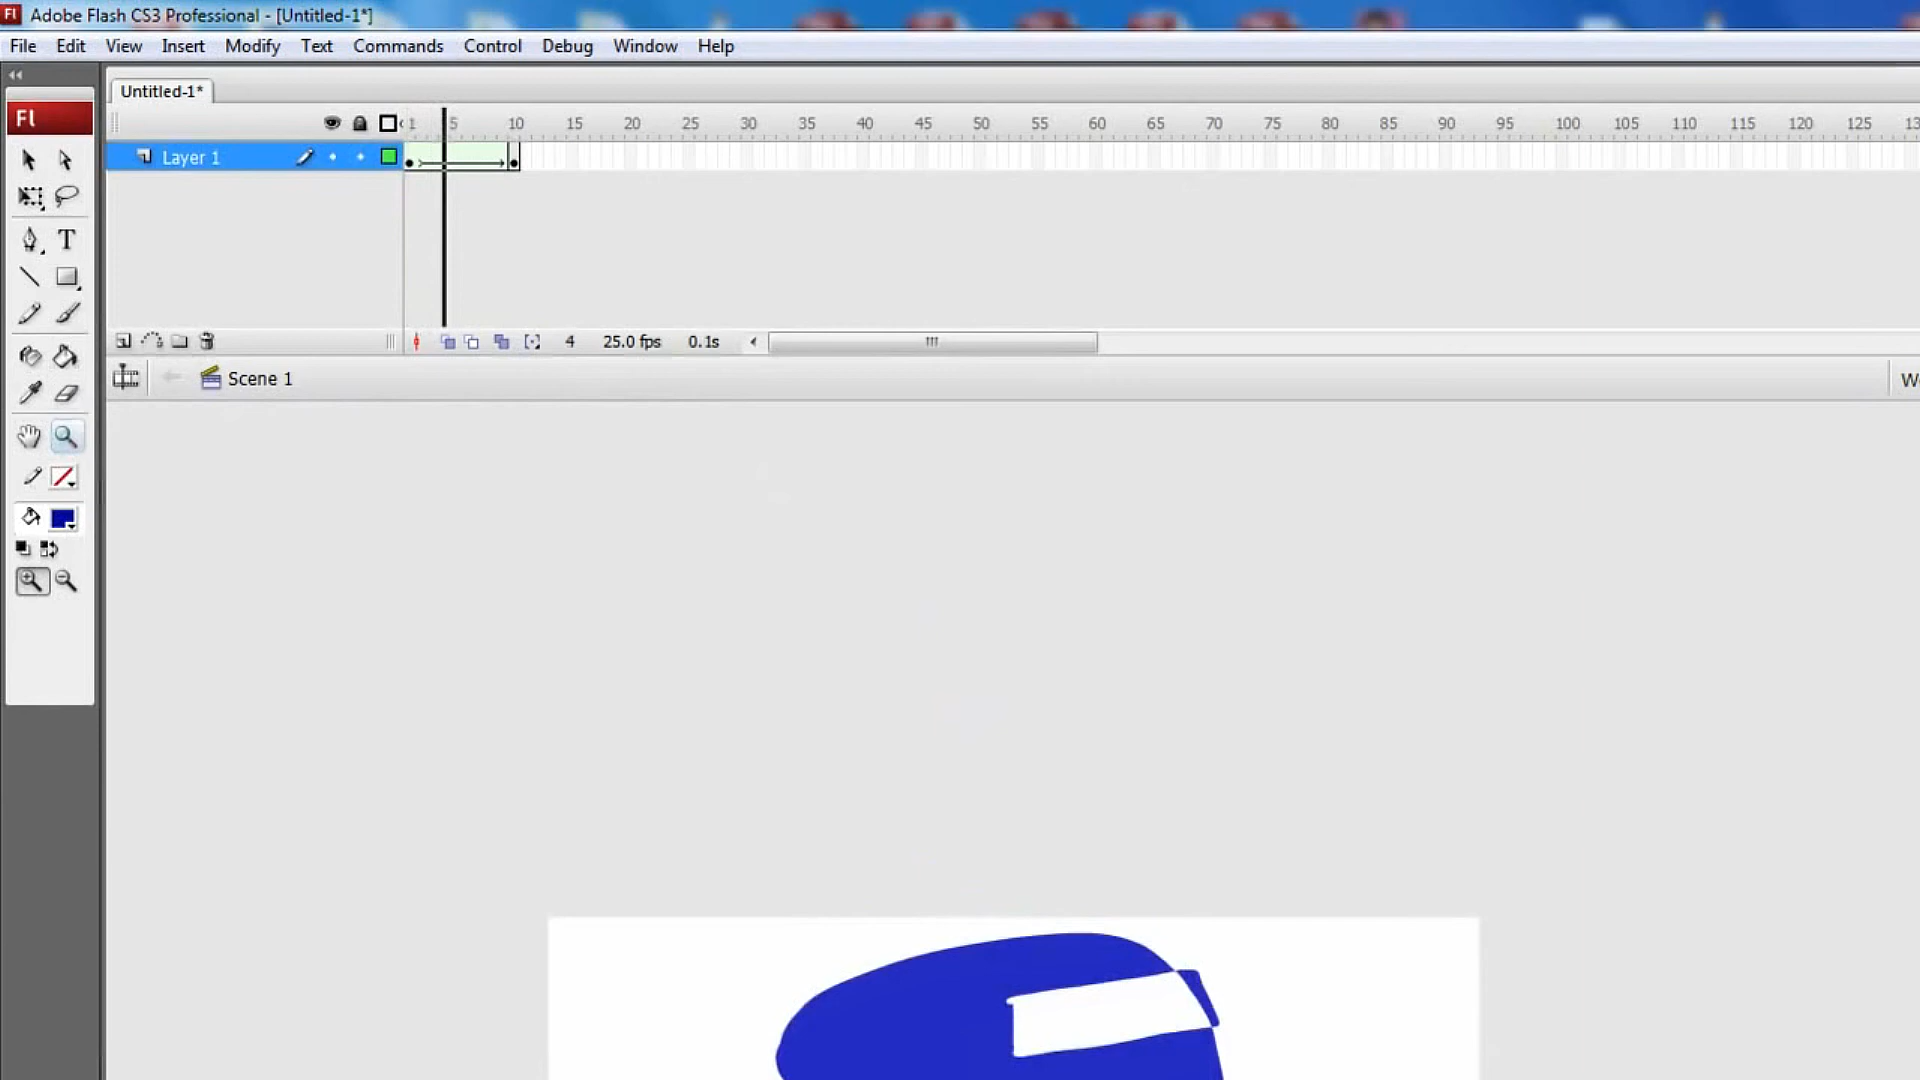 Fl Adobe Flash CS3 Professional - [Untitled-1*]
File Edit View Insert Modify Text Commands Control Debug Window Help
Untitled-1*
Fl
1 5 10 15 20 25 30 35 40 45 50 55 60 65 70 75 80 85 90 95 100 105 110 115 120 125 13
Layer 1
T
4 25.0 fps 0.1s
Scene 1
W